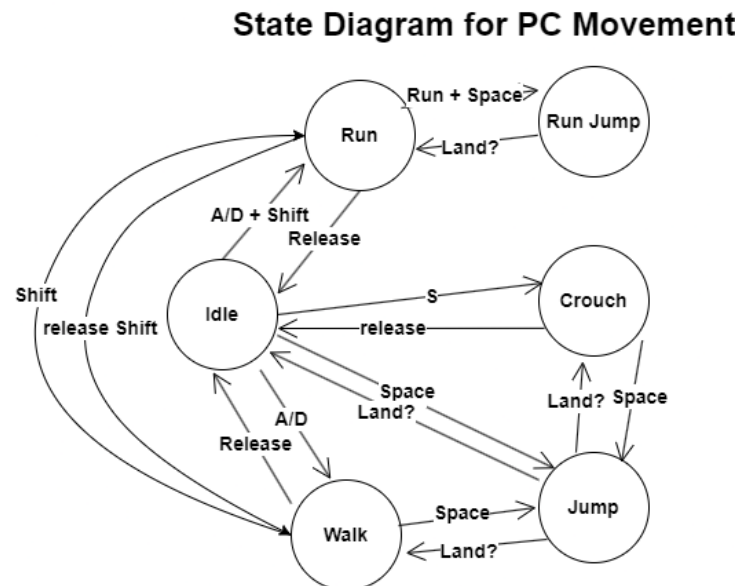 State Diagram for PC Movement
Run + Space
Run
Run Jump
Land?
A/D + Shift
Release
Shift
release Shift
Idle
S
Crouch
release
Space
Land?
Land?
Space
A/D
Release
Walk
Space
Jump
Land?